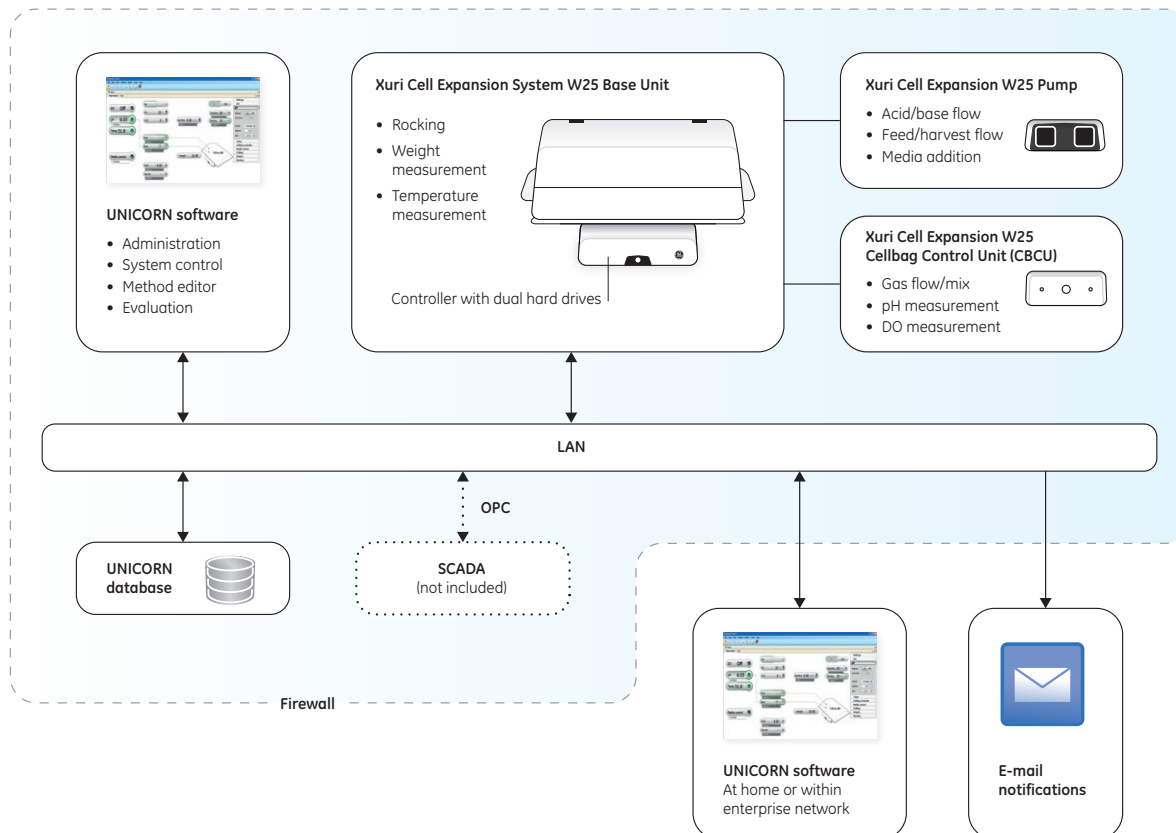 Xuri Cell Expansion System W25 Base Unit
• Rocking
• Weight
measurement
• Temperature
measurement
Controller with dual hard drives
Xuri Cell Expansion W25 Pump
• Acid/base flow
• Feed/harvest flow
• Media addition
Xuri Cell Expansion W25
Cellbag Control Unit (CBCU)
• Gas flow/mix
• pH measurement
• DO measurement
UNICORN software
• Administration
• System control
• Method editor
• Evaluation
LAN
OPC
UNICORN
database
SCADA
(not included)
Firewall
UNICORN software
At home or within
enterprise network
E-mail
notifications